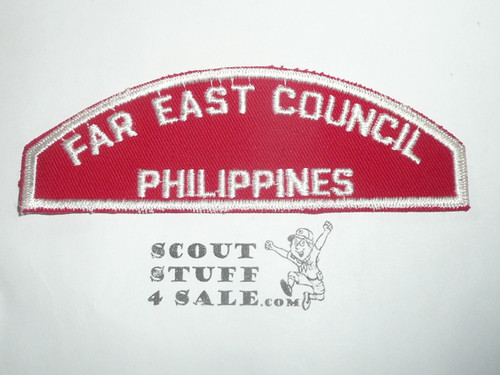 FAR EAST COUNCIL
PHILIPPINES
SCOUT
STUFF
4 SALE.COM